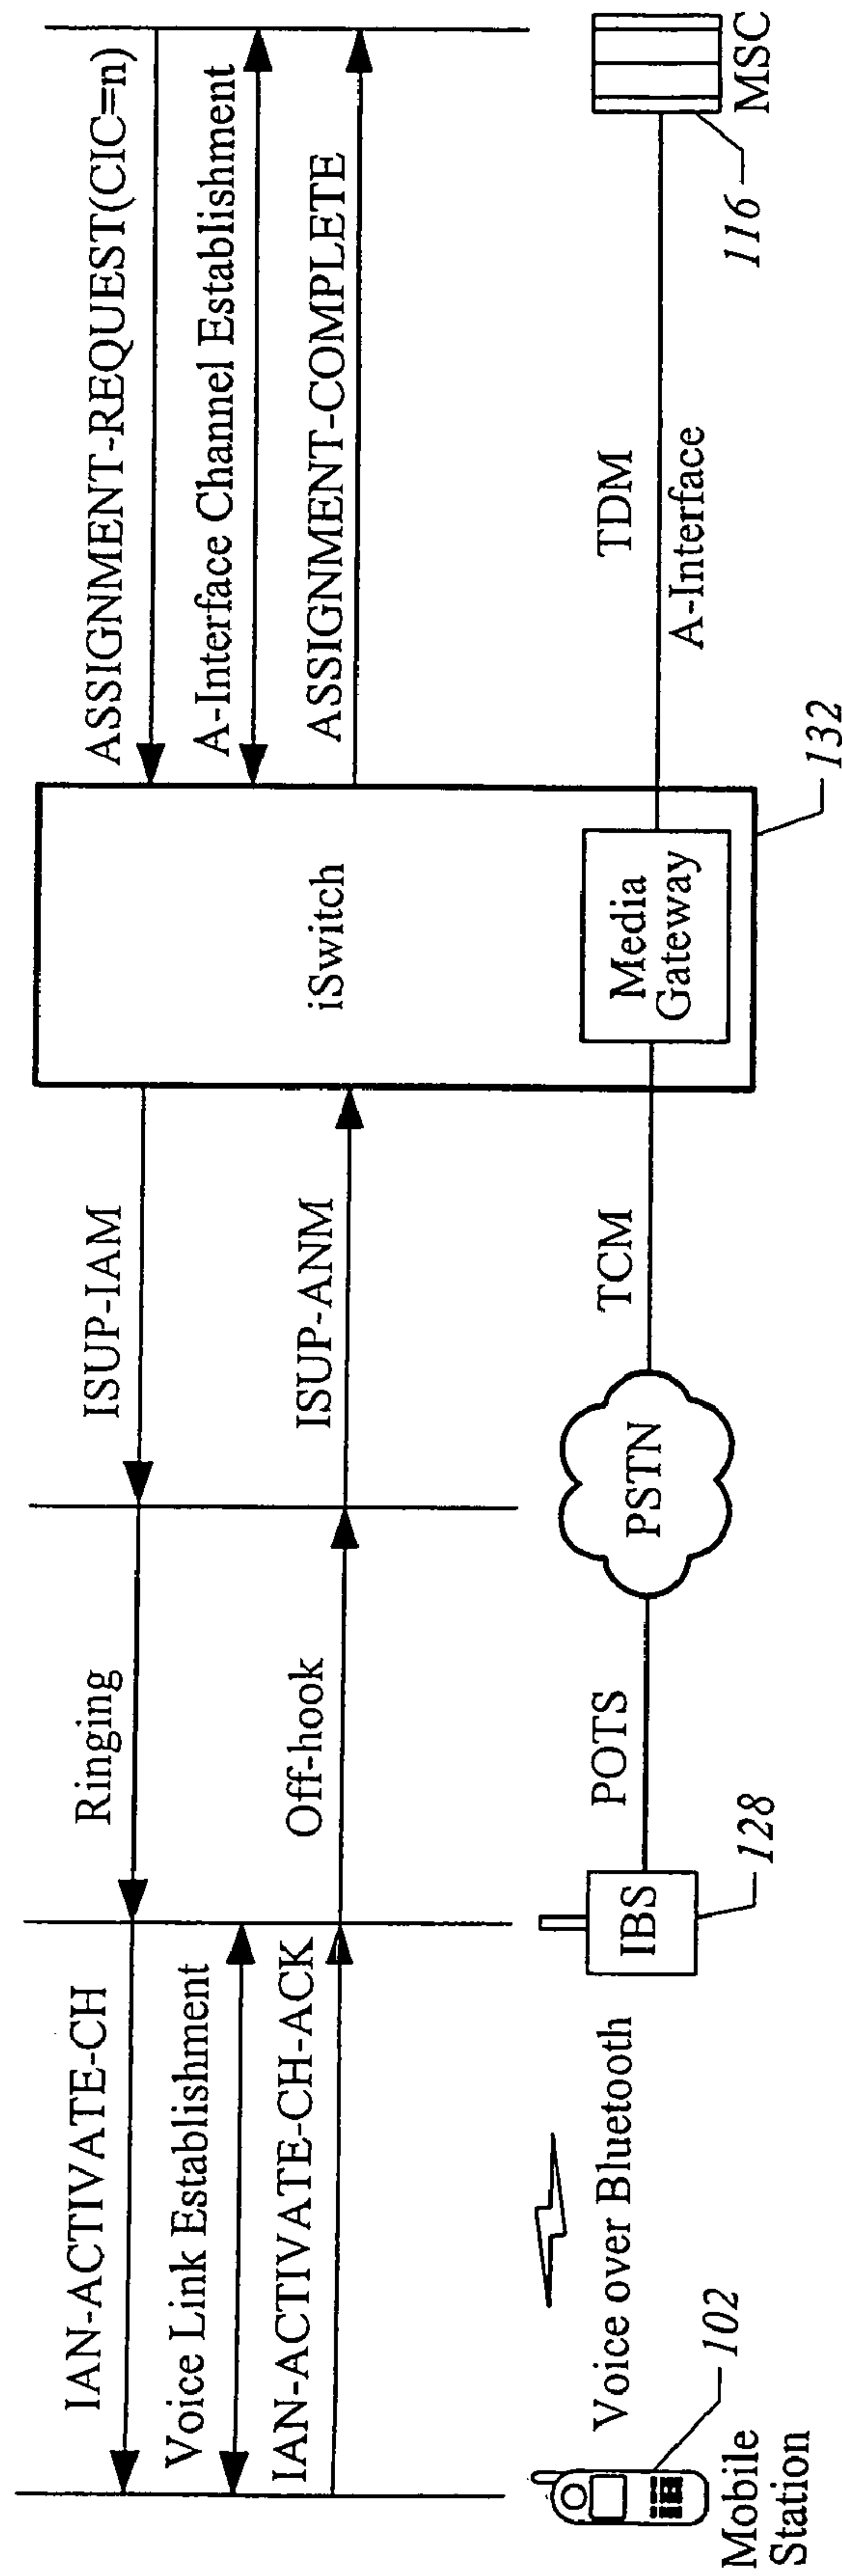 IAN-ACTIVATE-CH
Ringing
ISUP-IAM
ASSIGNMENT-REQUEST(CIC=n)
Voice Link Establishment
A-Interface Channel Establishment
IAN-ACTIVATE-CH-ACK
Off-hook
ISUP-ANM
ASSIGNMENT-COMPLETE
iSwitch
Voice over Bluetooth
IBS
POTS
PSTN
TCM
Media
Gateway
TDM
A-Interface
Mobile
Station
102
128
132
116
MSC